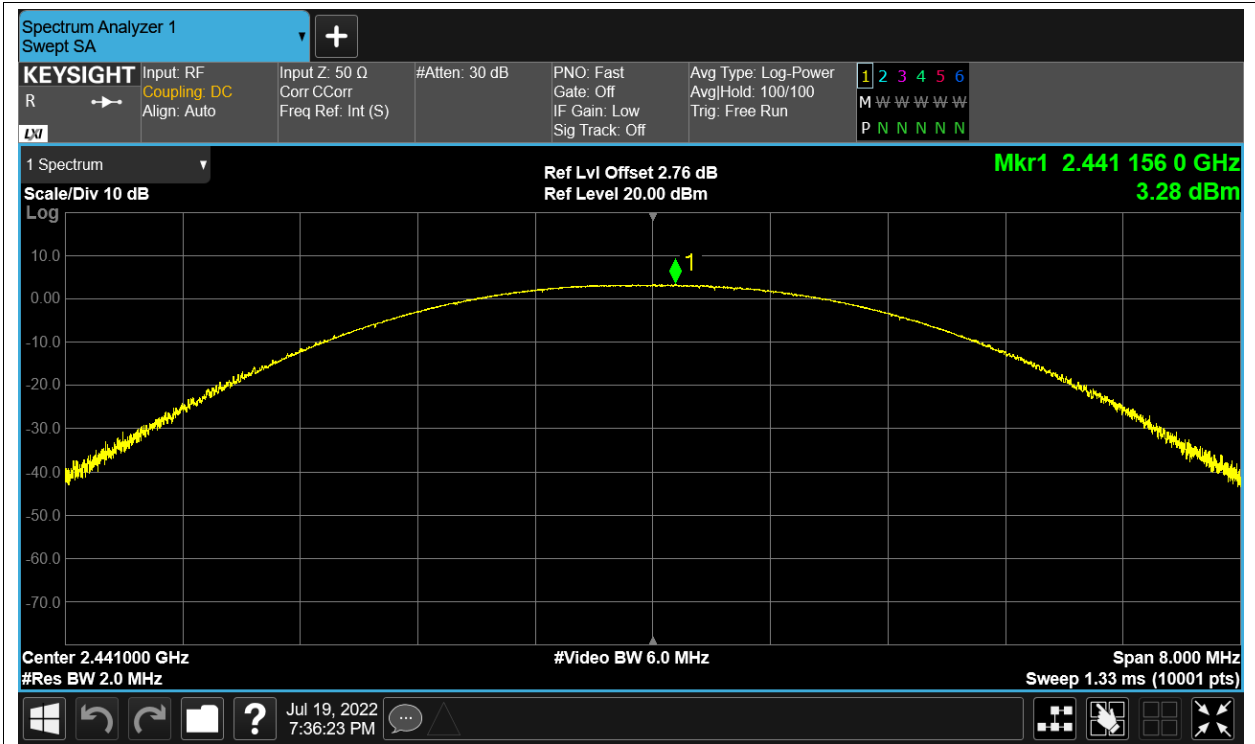 Spectrum Analyzer 1
Swept SA
KEYSIGHT
R
LXI
Input: RF
Coupling: DC
Align: Auto
Input Z: 50 Ω
Corr CCorr
Freq Ref: Int (S)
#Atten: 30 dB
PNO: Fast
Gate: Off
IF Gain: Low
Sig Track: Off
Avg Type: Log-Power
Avg|Hold: 100/100
Trig: Free Run
1 2 3 4 5 6
M W W W W W
P N N N N N
1 Spectrum
Scale/Div 10 dB
Log
Ref Lvl Offset 2.76 dB
Ref Level 20.00 dBm
Mkr1 2.441 156 0 GHz
3.28 dBm
1
10.0
0.00
-10.0
-20.0
-30.0
-40.0
-50.0
-60.0
-70.0
Center 2.441000 GHz
#Res BW 2.0 MHz
#Video BW 6.0 MHz
Span 8.000 MHz
Sweep 1.33 ms (10001 pts)
?
Jul 19, 2022
7:36:23 PM